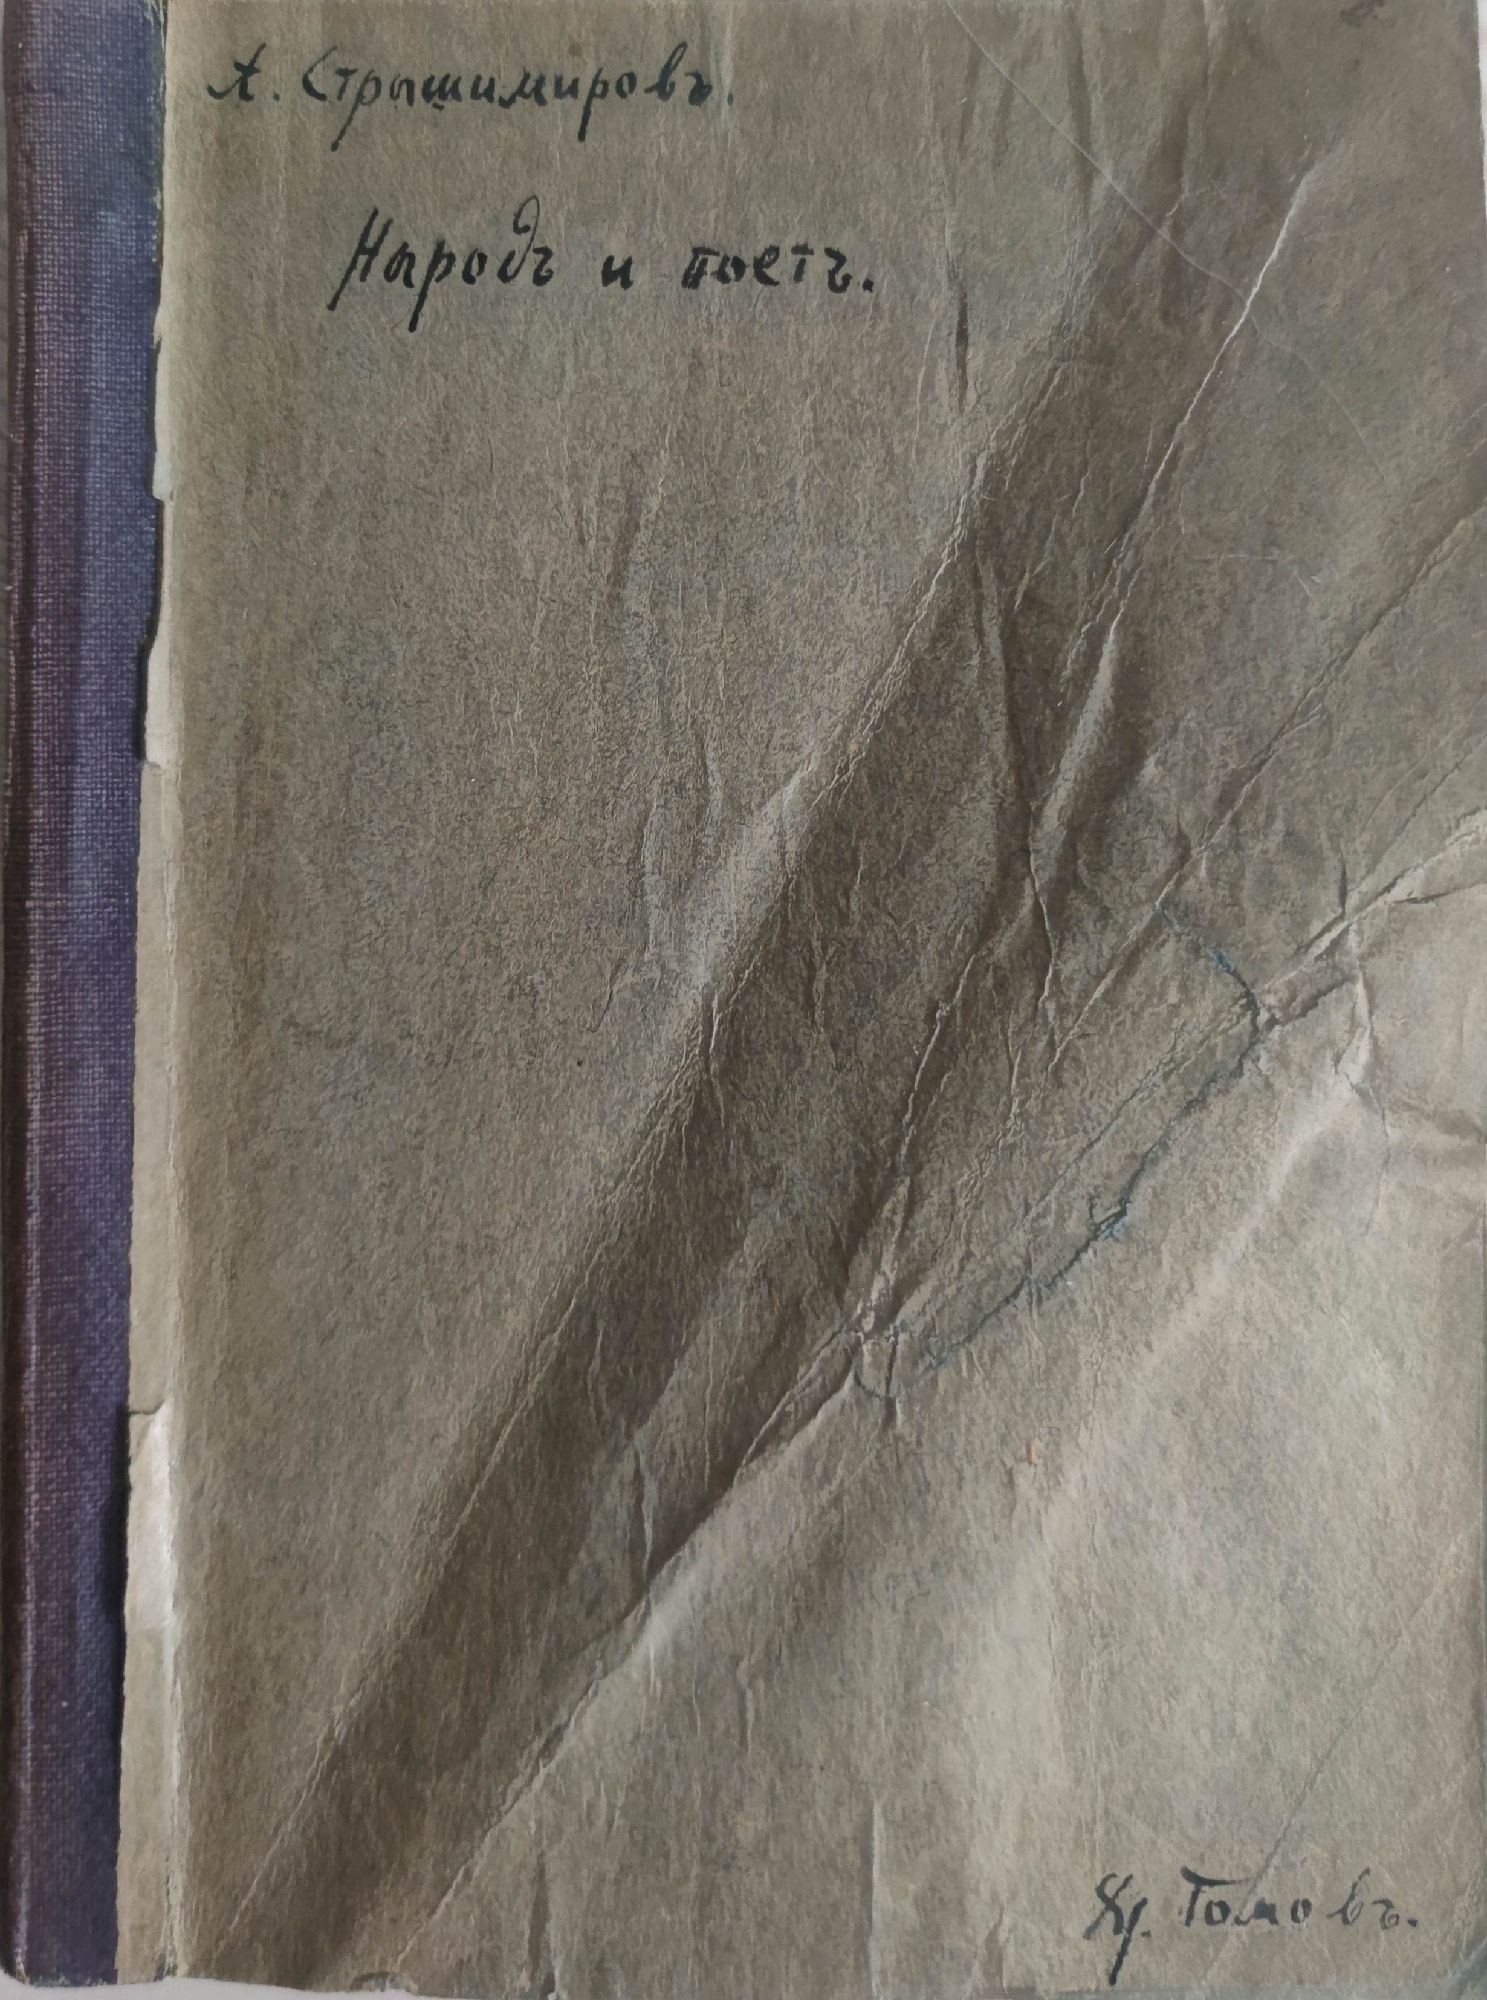 А. Страшимировъ.
Народъ и поетъ.
Хр. Томовъ.